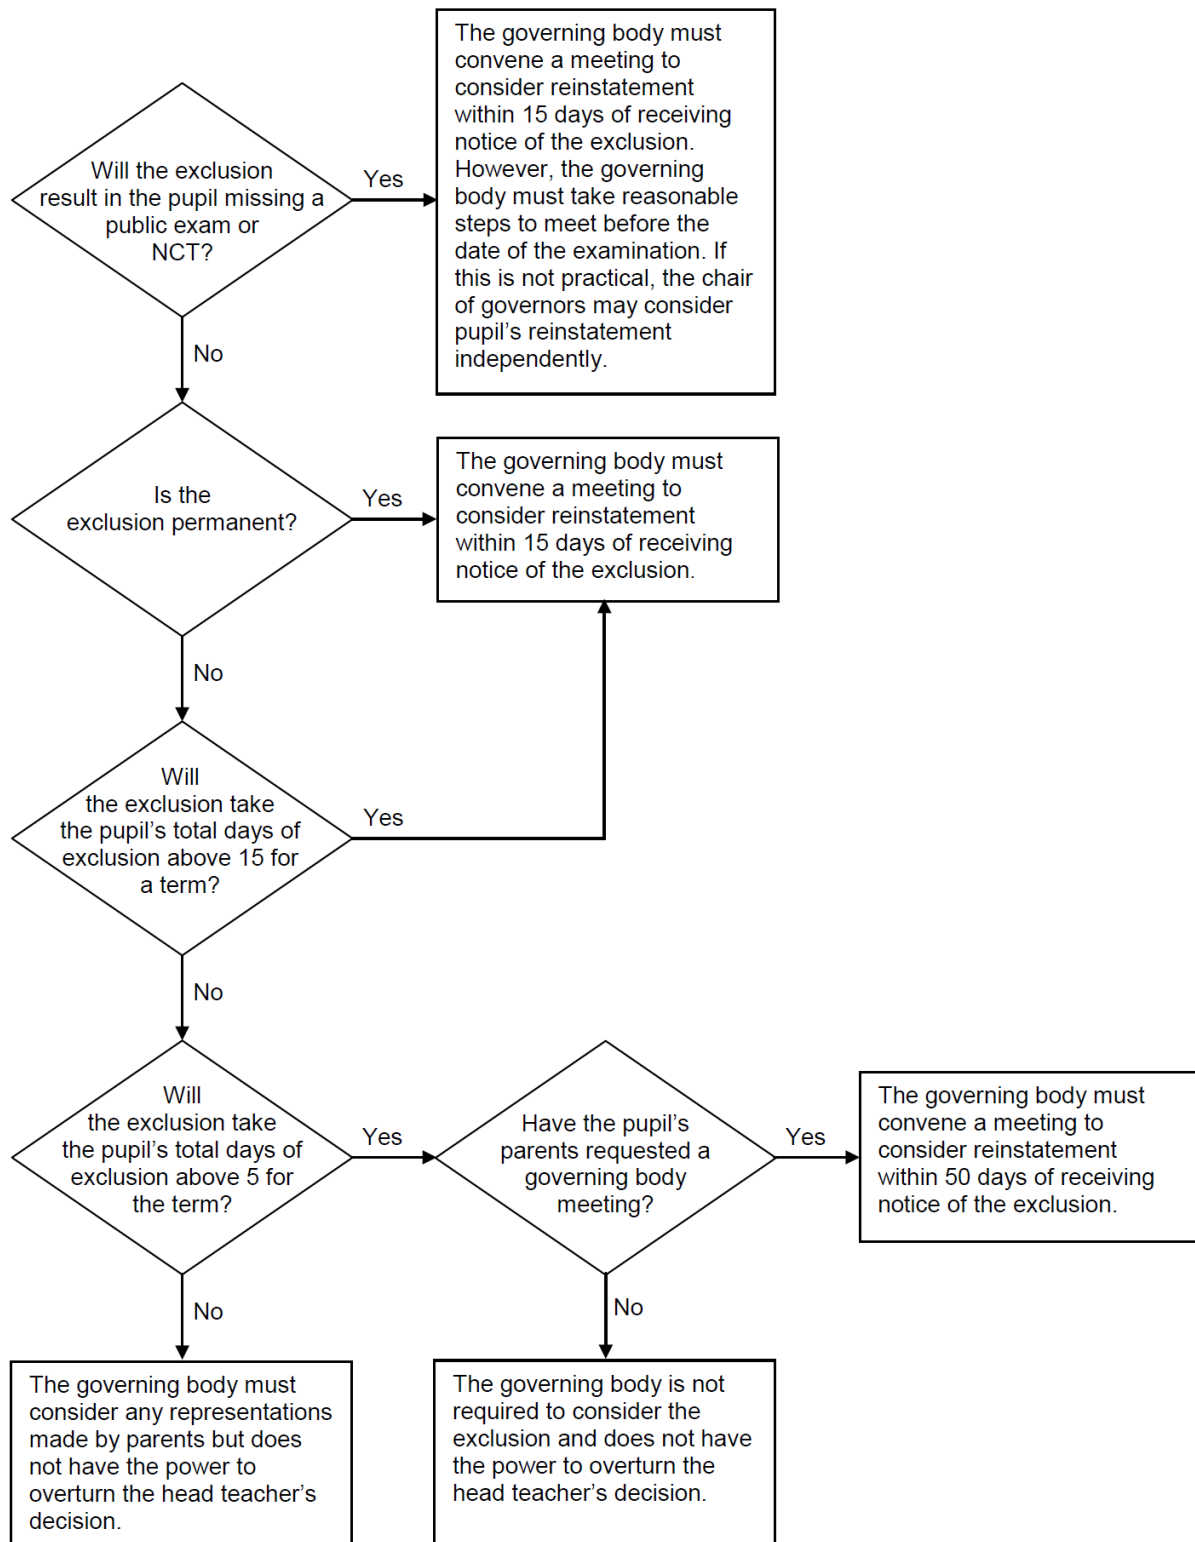 The governing body must
convene a meeting to
consider reinstatement
within 15 days of receiving
notice of the exclusion.
However, the governing
body must take reasonable
steps to meet before the
date of the examination. If
this is not practical, the chair
of governors may consider
pupil's reinstatement
independently.
Will the exclusion
result in the pupil missing a
public exam or
NCT?
Yes
No
Is the
exclusion permanent?
Yes
The governing body must
convene a meeting to
consider reinstatement
within 15 days of receiving
notice of the exclusion.
No
Will
the exclusion take
the pupil's total days of
exclusion above 15 for
a term?
Yes
No
Will
the exclusion take
the pupil's total days of
exclusion above 5 for
the term?
Yes
Have the pupil's
parents requested a
governing body
meeting?
Yes
The governing body must
convene a meeting to
consider reinstatement
within 50 days of receiving
notice of the exclusion.
No
No
The governing body must
consider any representations
made by parents but does
not have the power to
overturn the head teacher's
decision.
The governing body is not
required to consider the
exclusion and does not have
the power to overturn the
head teacher's decision.